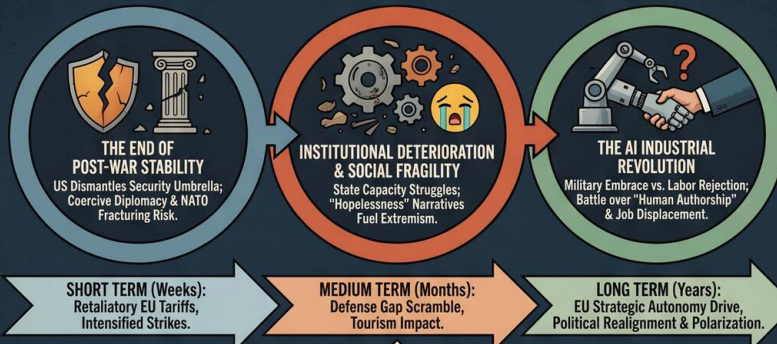 THE END OF
POST-WAR STABILITY
US Dismantles Security Umbrella;
Coercive Diplomacy & NATO
Fracturing Risk.
INSTITUTIONAL DETERIORATION
& SOCIAL FRAGILITY
State Capacity Struggles;
"Hopelessness" Narratives
Fuel Extremism.
?
THE AI INDUSTRIAL
REVOLUTION
Military Embrace vs. Labor Rejection;
Battle over "Human Authorship"
& Job Displacement.
SHORT TERM (Weeks):
Retaliatory EU Tariffs,
Intensified Strikes.
MEDIUM TERM (Months):
Defense Gap Scramble,
Tourism Impact.
LONG TERM (Years):
EU Strategic Autonomy Drive,
Political Realignment & Polarization.